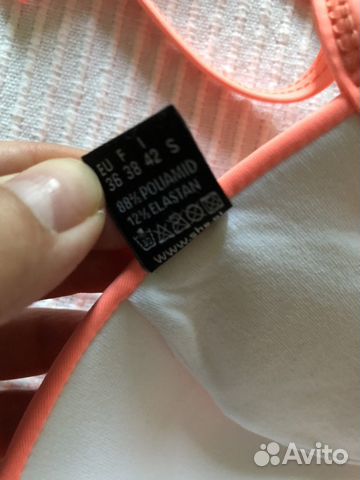 EU F I
36 38 42 S
88% POLIAMID
12% ELASTAN
Avito